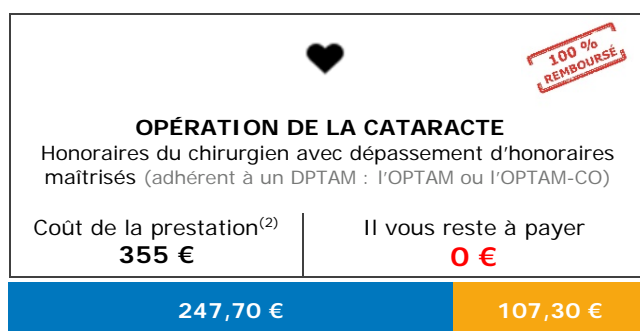 100 %
REMBOURSÉ
OPÉRATION DE LA CATARACTE
Honoraires du chirurgien avec dépassement d'honoraires
maîtrisés (adhérent à un DPTAM : l'OPTAM ou l'OPTAM-CO)
Coût de la prestation(2)
355 €
Il vous reste à payer
0 €
247,70 €
107,30 €